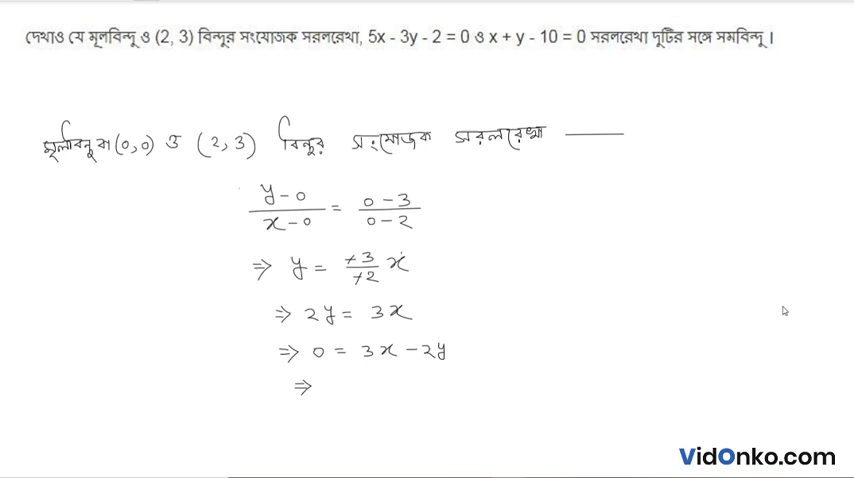 দেখাও যে মূলবিন্দু ও (2, 3) বিন্দুর সংযোজক সরলরেখা, 5x - 3y - 2 = 0 ও x + y - 10 = 0 সরলরেখা দুটির সঙ্গে সমবিন্দু।
মূলবিন্দু বা (0,0) ও (2,3) বিন্দুর সংযোজক সরলরেখা —
y-0/x-0 = 0-3/0-2
⇒ y = +3/+2 x
⇒ 2y = 3x
⇒ 0 = 3x - 2y
⇒
VidOnko.com